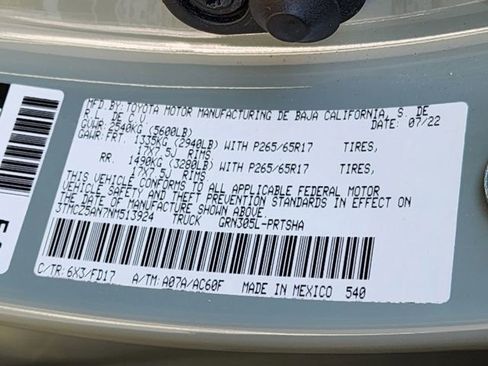 MFD. BY: TOYOTA MOTOR MANUFACTURING DE BAJA CALIFORNIA, S. DE
R.L. DE C.V. DATE: 07/22
GVWR: 2540KG (5600LB)
GAWR: FRT. 1335KG (2940LB) WITH P265/65R17 TIRES,
17X7.5J RIMS
RR. 1490KG (3280LB) WITH P265/65R17 TIRES,
17X7.5J RIMS
THIS VEHICLE CONFORMS TO ALL APPLICABLE FEDERAL MOTOR
VEHICLE SAFETY AND THEFT PREVENTION STANDARDS IN EFFECT ON
THE DATE OF MANUFACTURE SHOWN ABOVE.
3TMCZ5AN7NM513924 TRUCK GRN305L-PRTSHA
C/TR: 6X3/FD17 A/TM: A07A/AC60F MADE IN MEXICO 540